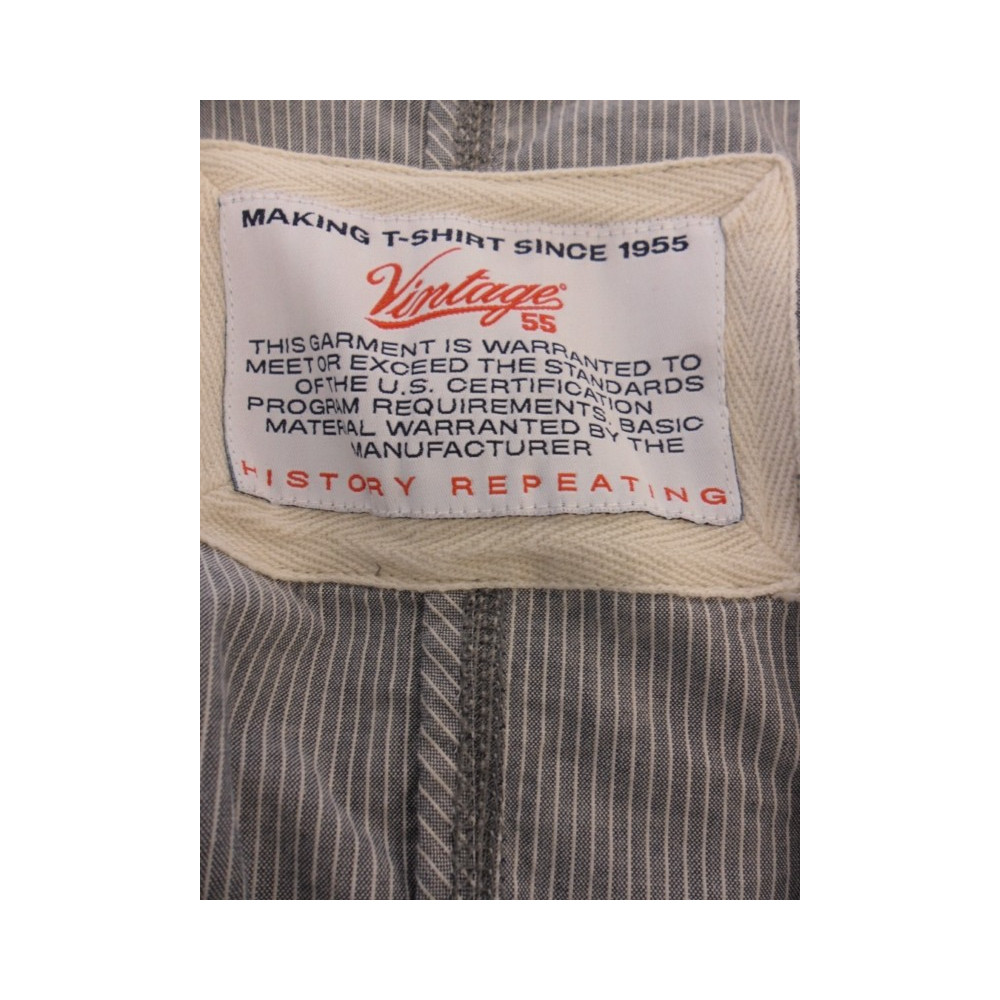 MAKING T-SHIRT SINCE 1955
Vintage
55
THIS GARMENT IS WARRANTED TO
MEET OR EXCEED THE STANDARDS
OF THE U.S. CERTIFICATION
PROGRAM REQUIREMENTS. BASIC
MATERIAL WARRANTED BY THE
MANUFACTURER
HISTORY REPEATING